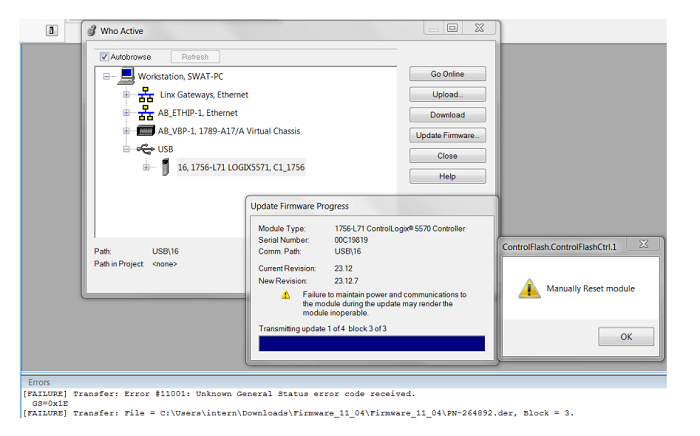 Who Active
Autobrowse
Refresh
Workstation, SWAT-PC
Linx Gateways, Ethernet
AB_ETHIP-1, Ethernet
AB_VBP-1, 1789-A17/A Virtual Chassis
USB
16, 1756-L71 LOGIX5571, C1_1756
Go Online
Upload...
Download
Update Firmware...
Close
Help
Path: USB\16
Path in Project: <none>
Update Firmware Progress
Module Type: 1756-L71 ControlLogix® 5570 Controller
Serial Number: 00C19819
Comm. Path: USB\16
Current Revision: 23.12
New Revision: 23.12.7
Failure to maintain power and communications to
the module during the update may render the
module inoperable.
Transmitting update 1 of 4 block 3 of 3
ControlFlash.ControlFlashCtrl.1
Manually Reset module
OK
Errors
[FAILURE] Transfer: Error #11001: Unknown General Status error code received.
GS=0x1E
[FAILURE] Transfer: File = C:\Users\intern\Downloads\Firmware_11_04\Firmware_11_04\PN-264892.der, Block = 3.